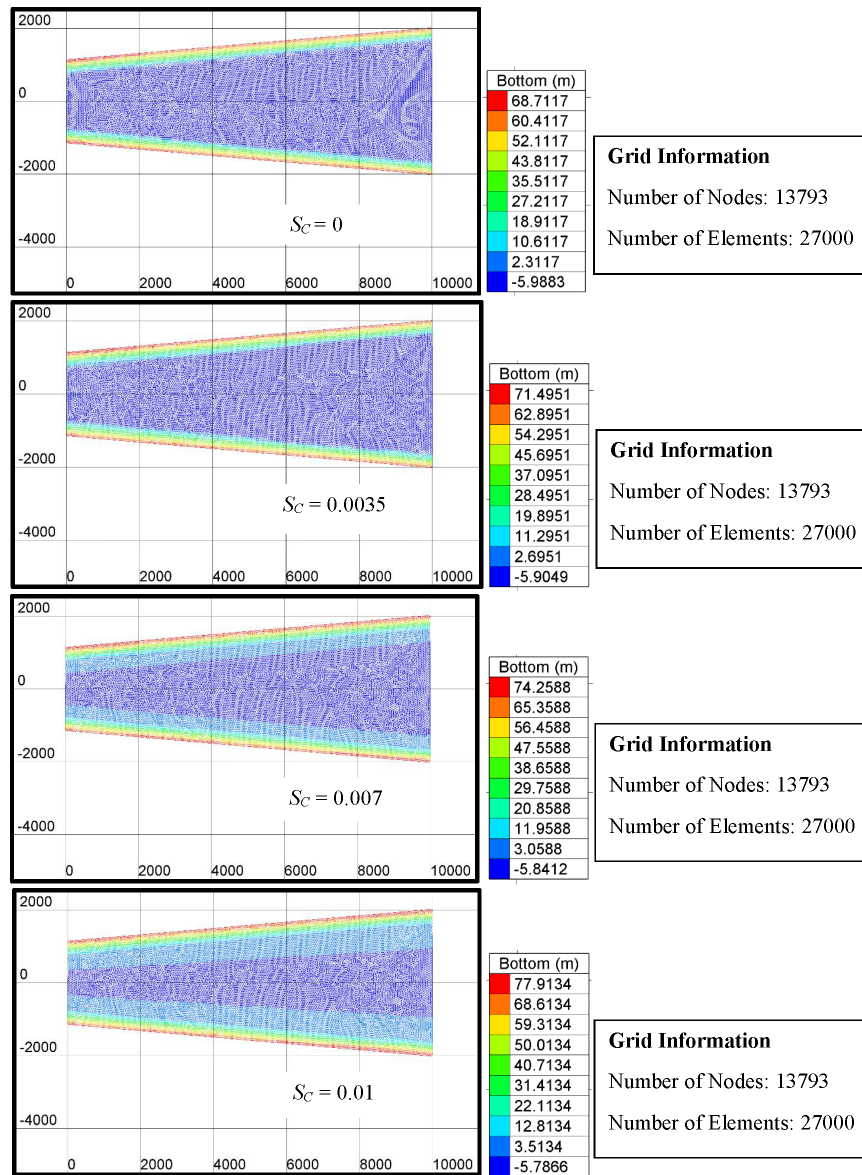 2000
0
-2000
-4000
0 2000 4000 6000 8000 10000
S_C = 0
Bottom (m)
68.7117
60.4117
52.1117
43.8117
35.5117
27.2117
18.9117
10.6117
2.3117
-5.9883
Grid Information
Number of Nodes: 13793
Number of Elements: 27000
2000
0
-2000
-4000
0 2000 4000 6000 8000 10000
S_C = 0.0035
Bottom (m)
71.4951
62.8951
54.2951
45.6951
37.0951
28.4951
19.8951
11.2951
2.6951
-5.9049
Grid Information
Number of Nodes: 13793
Number of Elements: 27000
2000
0
-2000
-4000
0 2000 4000 6000 8000 10000
S_C = 0.007
Bottom (m)
74.2588
65.3588
56.4588
47.5588
38.6588
29.7588
20.8588
11.9588
3.0588
-5.8412
Grid Information
Number of Nodes: 13793
Number of Elements: 27000
2000
0
-2000
-4000
0 2000 4000 6000 8000 10000
S_C = 0.01
Bottom (m)
77.9134
68.6134
59.3134
50.0134
40.7134
31.4134
22.1134
12.8134
3.5134
-5.7866
Grid Information
Number of Nodes: 13793
Number of Elements: 27000